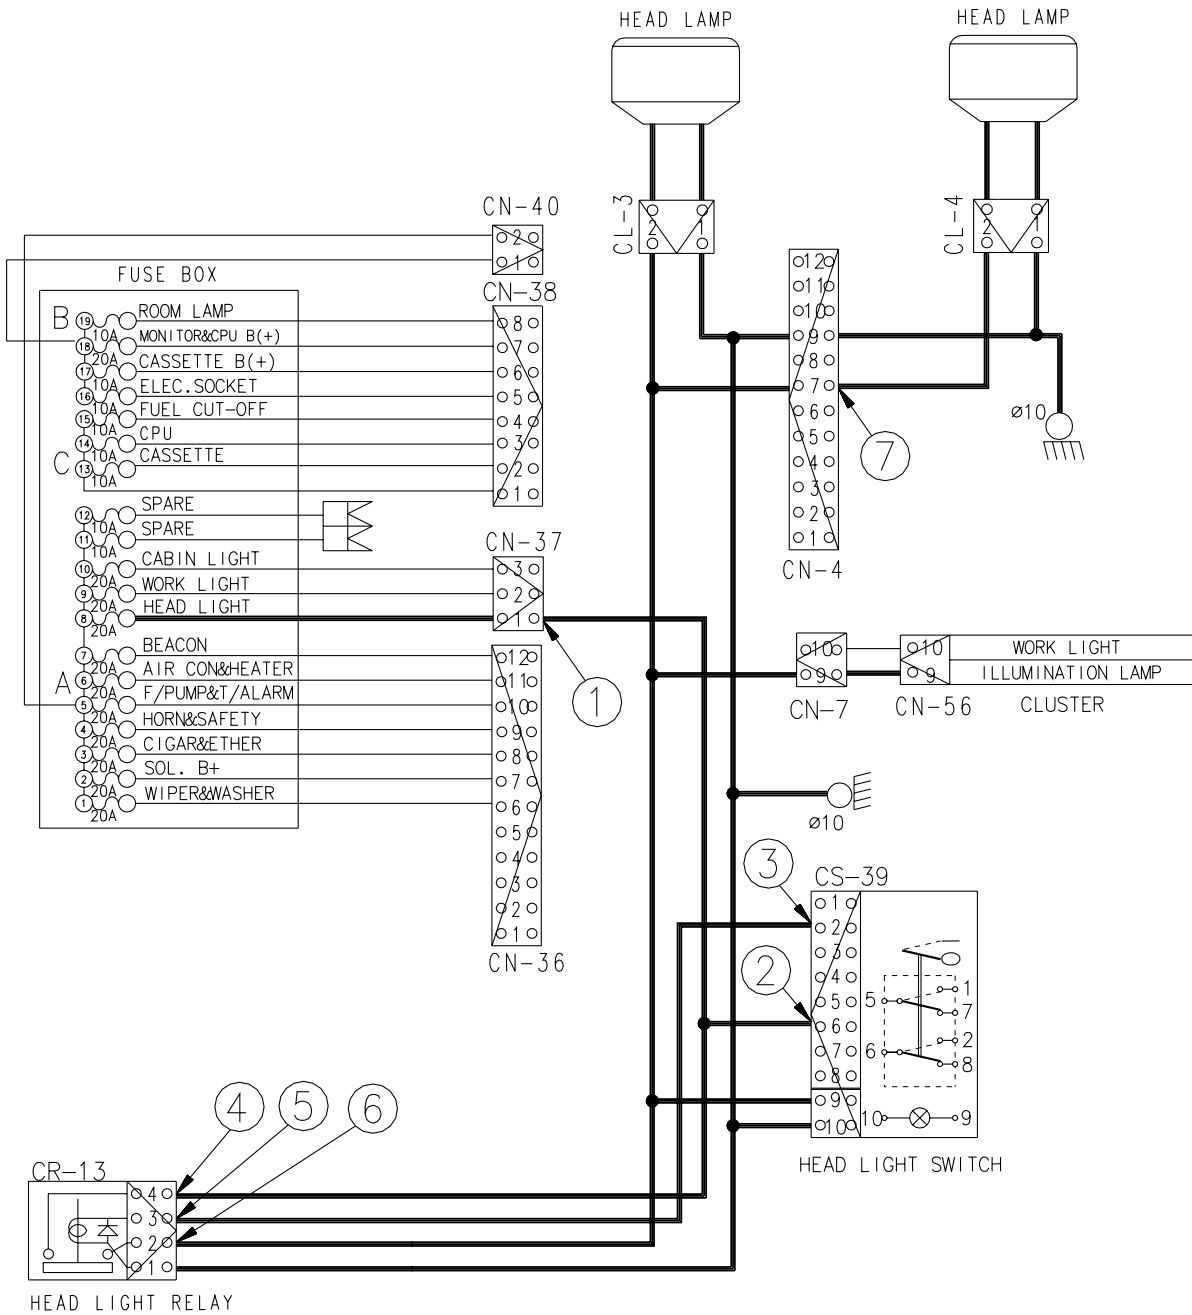 HEAD LAMP
HEAD LAMP
CL-3
2
1
CL-4
2
1
CN-40
2
1
FUSE BOX
CN-38
8
7
6
5
4
3
2
1
B
19 10A ROOM LAMP
18 20A MONITOR&CPU B(+)
17 10A CASSETTE B(+)
16 10A ELEC.SOCKET
15 10A FUEL CUT-OFF
14 10A CPU
C
13 10A CASSETTE
12 10A SPARE
11 10A SPARE
10 20A CABIN LIGHT
9 20A WORK LIGHT
8 20A HEAD LIGHT
7 20A BEACON
A
6 20A AIR CON&HEATER
5 20A F/PUMP&T/ALARM
4 20A HORN&SAFETY
3 20A CIGAR&ETHER
2 20A SOL. B+
1 20A WIPER&WASHER
CN-37
3
2
1
12
11
10
9
8
7
6
5
4
3
2
1
CN-36
12
11
10
9
8
7
6
5
4
3
2
1
CN-4
7
ø10
1
10
9
CN-7
10
9
CN-56
WORK LIGHT
ILLUMINATION LAMP
CLUSTER
ø10
3
2
CS-39
1
2
3
4
5
6
7
8
9
10
5
1
7
6
2
8
10
9
HEAD LIGHT SWITCH
4
5
6
CR-13
4
3
2
1
HEAD LIGHT RELAY